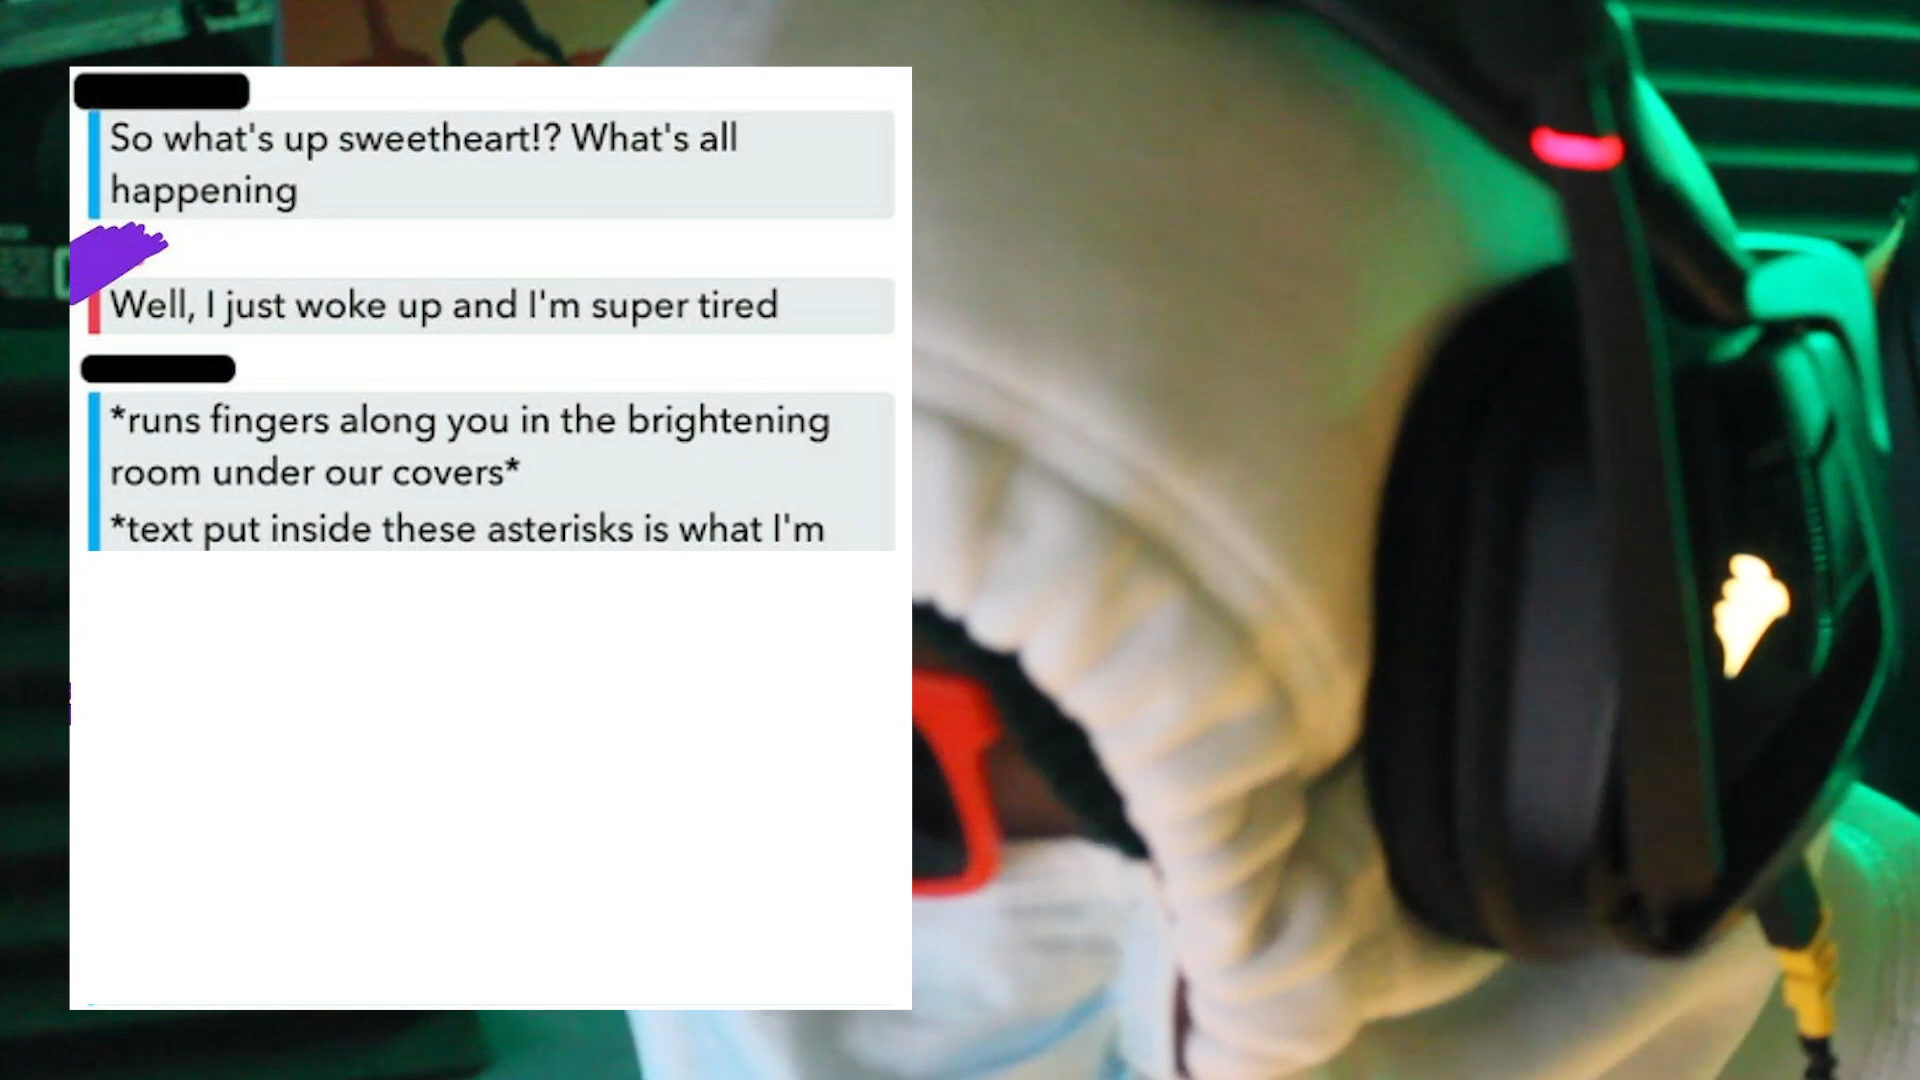 So what's up sweetheart!? What's all
happening
Well, I just woke up and I'm super tired
*runs fingers along you in the brightening
room under our covers*
*text put inside these asterisks is what I'm